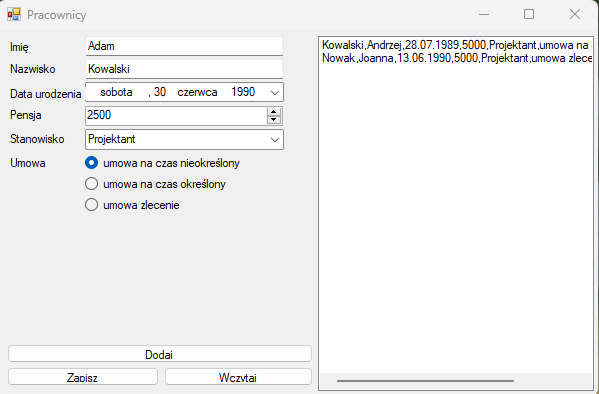 Pracownicy
Imię Adam
Nazwisko Kowalski
Data urodzenia sobota , 30 czerwca 1990
Pensja 2500
Stanowisko Projektant
Umowa umowa na czas nieokreślony
umowa na czas określony
umowa zlecenie
Dodaj
Zapisz Wczytaj
Kowalski,Andrzej,28.07.1989,5000,Projektant,umowa na
Nowak,Joanna,13.06.1990,5000,Projektant,umowa zlece